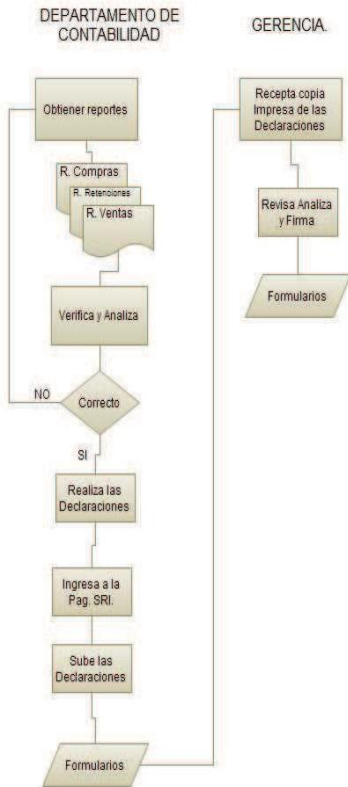 DEPARTAMENTO DE
CONTABILIDAD
Obtener reportes
R. Compras
R. Retenciones
R. Ventas
Verifica y Analiza
Correcto
NO
SI
Realiza las
Declaraciones
Ingresa a la
Pag. SRI.
Sube las
Declaraciones
Formularios
GERENCIA.
Recepta copia
Impresa de las
Declaraciones
Revisa Analiza
y Firma
Formularios